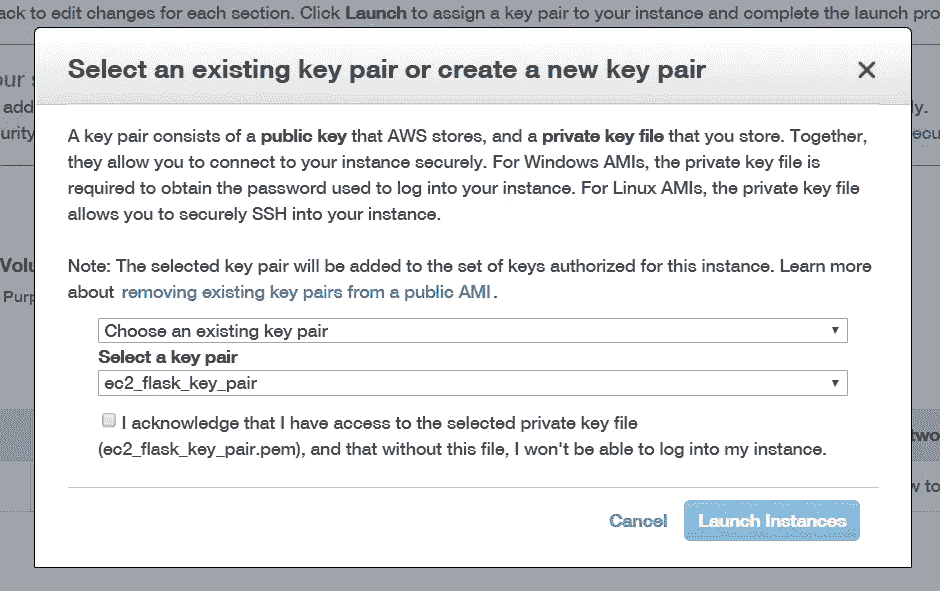 ack to edit changes for each section. Click Launch to assign a key pair to your instance and complete the launch pro
Select an existing key pair or create a new key pair
our s
add
ly.
urity
ecu
A key pair consists of a public key that AWS stores, and a private key file that you store. Together,
they allow you to connect to your instance securely. For Windows AMIs, the private key file is
required to obtain the password used to log into your instance. For Linux AMIs, the private key file
allows you to securely SSH into your instance.
Volu
Note: The selected key pair will be added to the set of keys authorized for this instance. Learn more
Purp
about removing existing key pairs from a public AMI.
Choose an existing key pair
Select a key pair
ec2_flask_key_pair
I acknowledge that I have access to the selected private key file
two
(ec2_flask_key_pair.pem), and that without this file, I won't be able to log into my instance.
w to
Cancel
Launch Instances